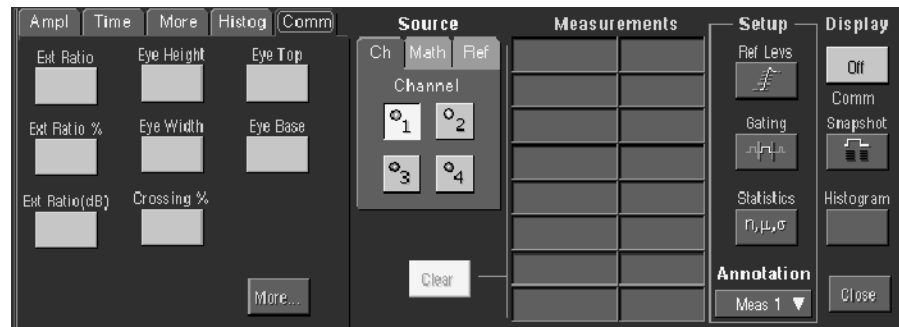 Ampl Time More Histog Comm
Source
Measurements
Setup
Display
Ext Ratio Eye Height Eye Top
Ch Math Ref
Ref Levs
Off
Channel
Comm
1 2
Ext Ratio % Eye Width Eye Base
Gating
Snapshot
3 4
Ext Ratio(dB) Crossing %
Statistics
Histogram
n,μ,σ
Clear
Annotation
More...
Meas 1
Close